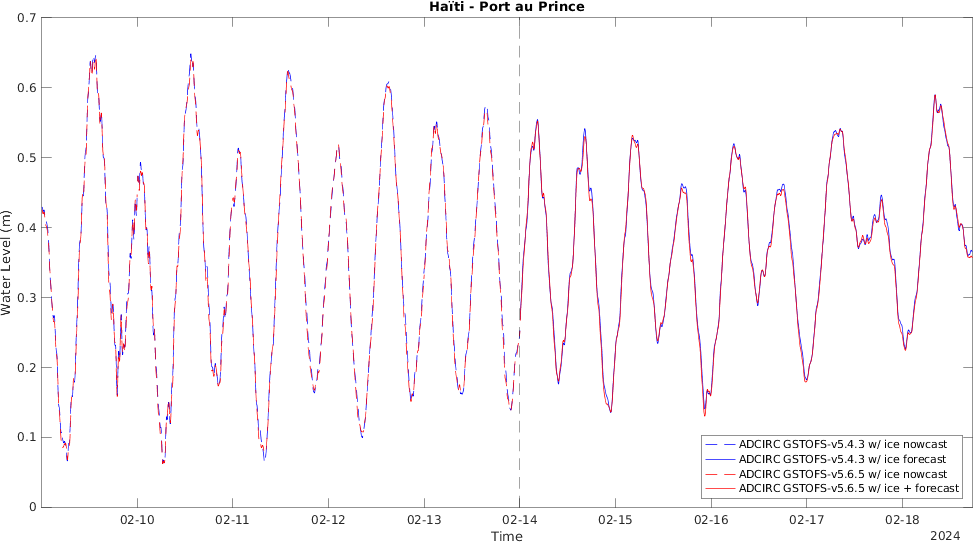 Haïti - Port au Prince
0.7
0.6
0.5
0.4
0.3
0.2
0.1
0
Water Level (m)
02-10 02-11 02-12 02-13 02-14 02-15 02-16 02-17 02-18
Time
2024
ADCIRC GSTOFS-v5.4.3 w/ ice nowcast
ADCIRC GSTOFS-v5.4.3 w/ ice forecast
ADCIRC GSTOFS-v5.6.5 w/ ice nowcast
ADCIRC GSTOFS-v5.6.5 w/ ice + forecast